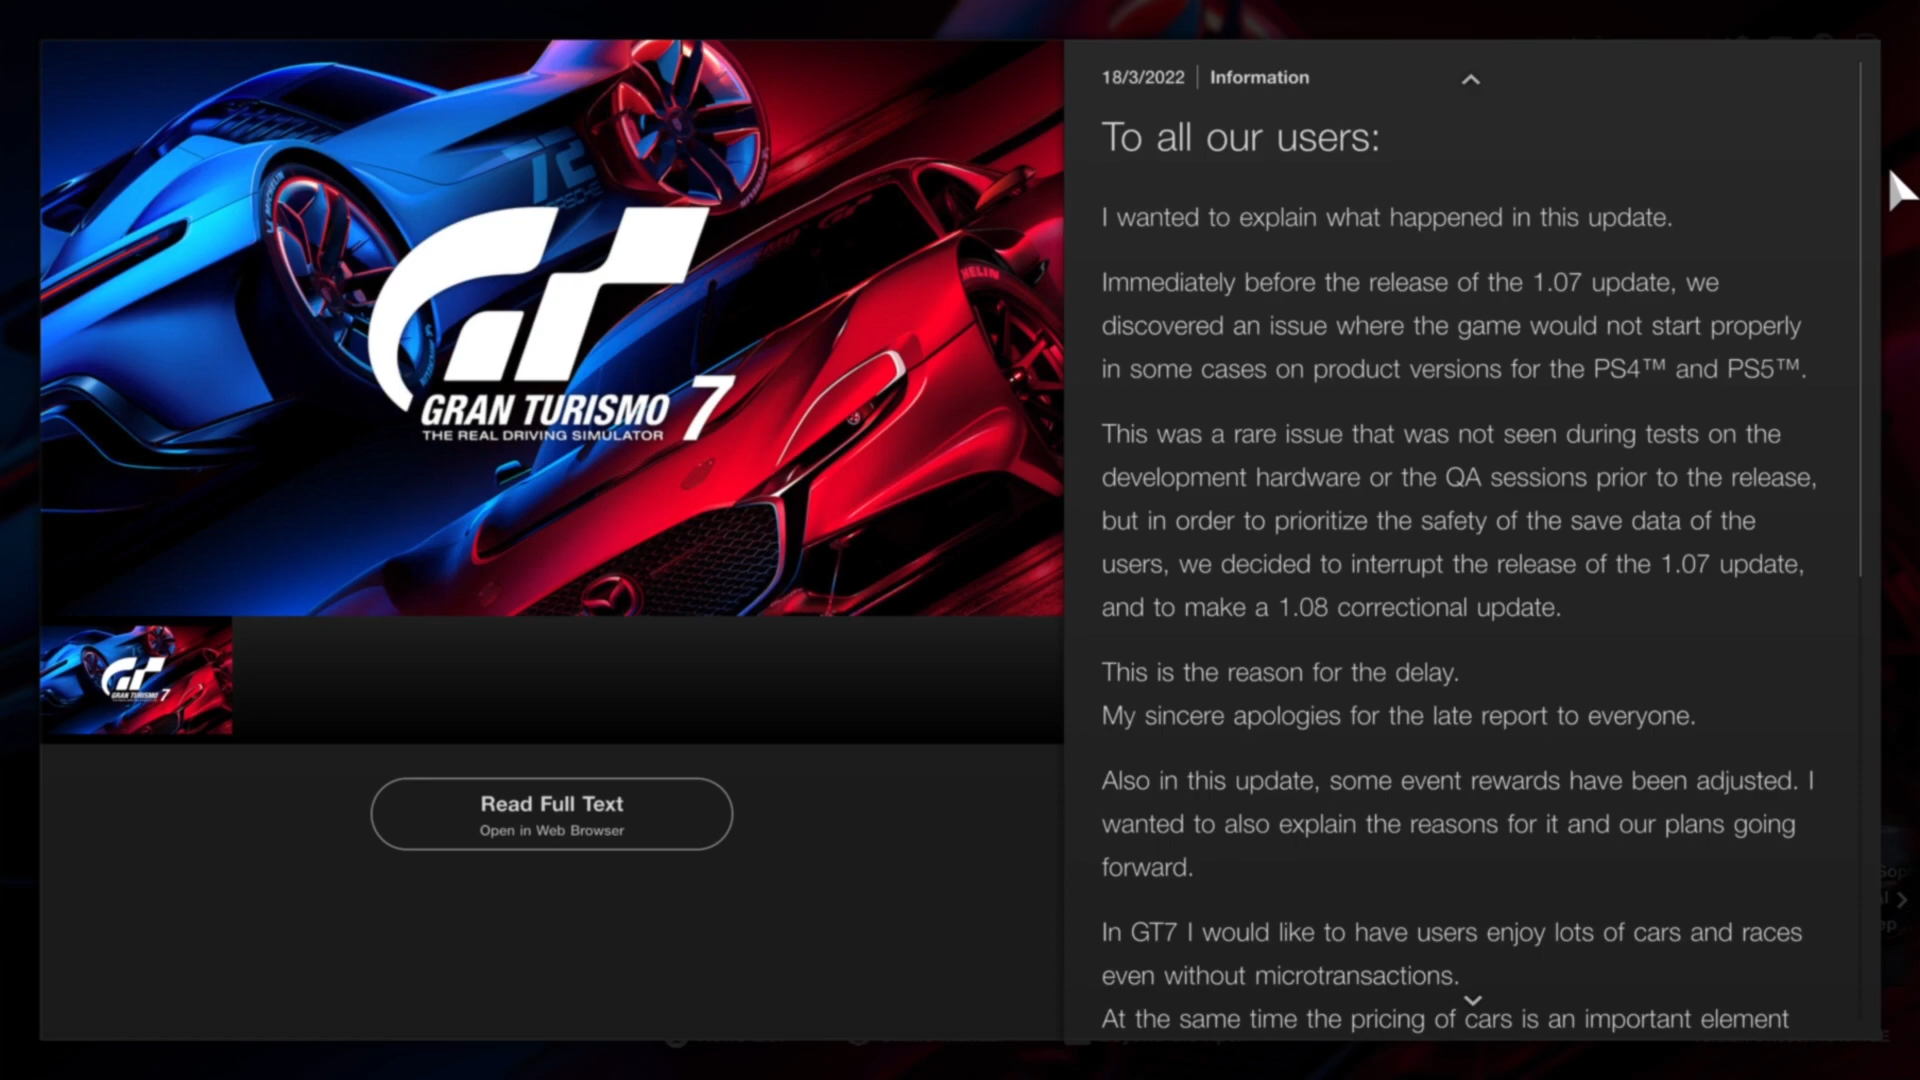 18/3/2022 | Information
To all our users:
I wanted to explain what happened in this update.
Immediately before the release of the 1.07 update, we
discovered an issue where the game would not start properly
in some cases on product versions for the PS4™ and PS5™.
This was a rare issue that was not seen during tests on the
development hardware or the QA sessions prior to the release,
but in order to prioritize the safety of the save data of the
users, we decided to interrupt the release of the 1.07 update,
and to make a 1.08 correctional update.
This is the reason for the delay.
My sincere apologies for the late report to everyone.
Also in this update, some event rewards have been adjusted. I
wanted to also explain the reasons for it and our plans going
forward.
In GT7 I would like to have users enjoy lots of cars and races
even without microtransactions.
At the same time the pricing of cars is an important element
72
PORSCHE
MICHELIN
HELIN
GT
GRAN TURISMO 7
THE REAL DRIVING SIMULATOR
GT
GRAN TURISMO 7
Read Full Text
Open in Web Browser